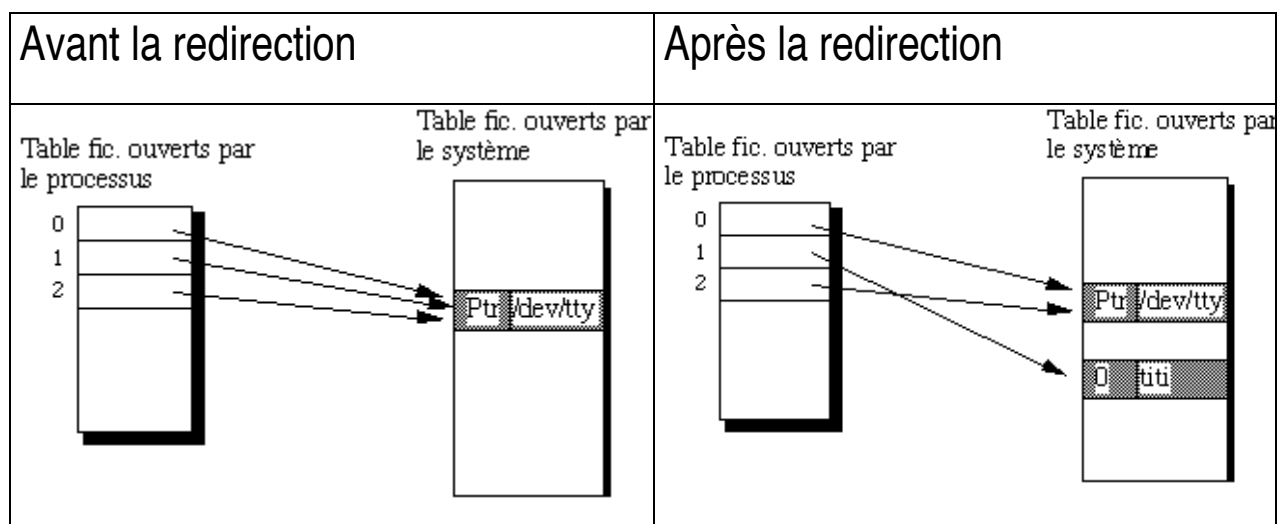 Avant la redirection
Après la redirection
Table fic. ouverts par
le processus
Table fic. ouverts par
le système
0
1
2
Ptr /dev/tty
Table fic. ouverts par
le processus
Table fic. ouverts par
le système
0
1
2
Ptr /dev/tty
0 titi